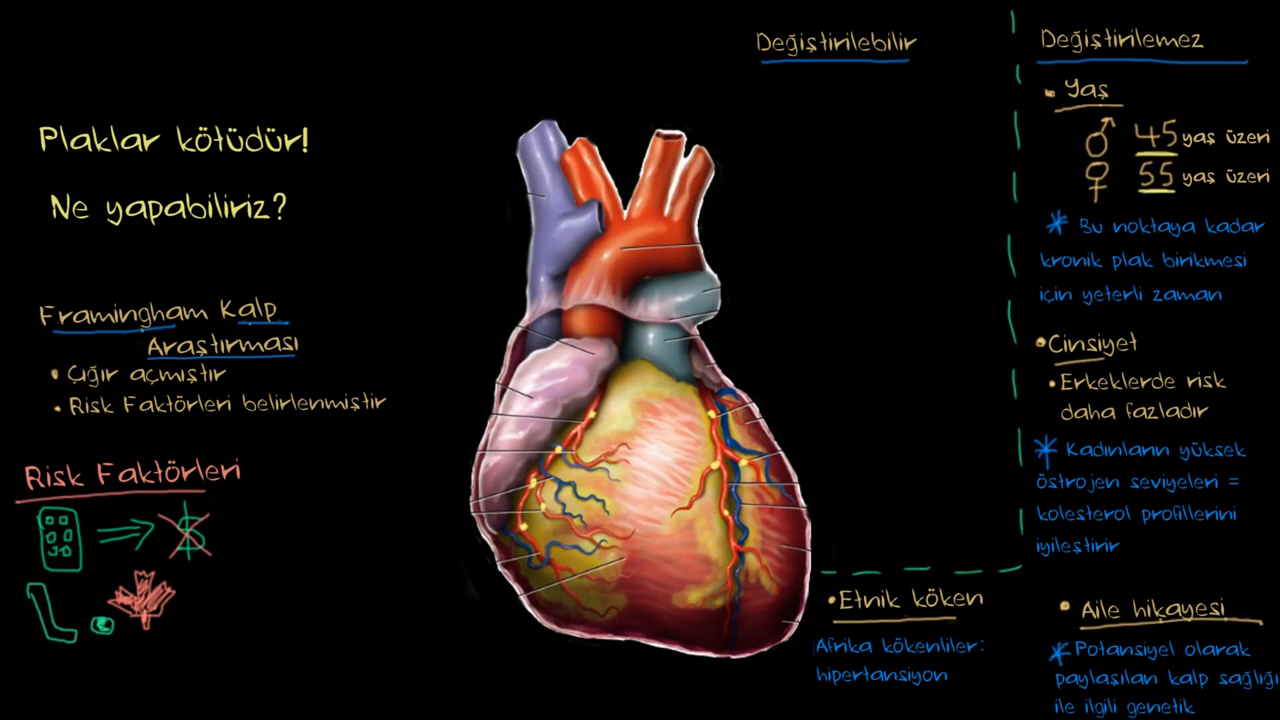 Plaklar kötüdür!
Ne yapabiliriz?
Framingham Kalp
Araştırması
• Çığır açmıştır
• Risk Faktörleri belirlenmiştir
Risk Faktörleri
Değiştirilebilir
Değiştirilemez
• Yaş
♂ 45 yaş üzeri
♀ 55 yaş üzeri
* Bu noktaya kadar
kronik plak birikmesi
için yeterli zaman
• Cinsiyet
• Erkeklerde risk
daha fazladır
* Kadınların yüksek
östrojen seviyeleri =
kolesterol profillerini
iyileştirir
• Etnik köken
Afrika kökenliler:
hipertansiyon
• Aile hikayesi
* Potansiyel olarak
paylaşılan kalp sağlığı
ile ilgili genetik